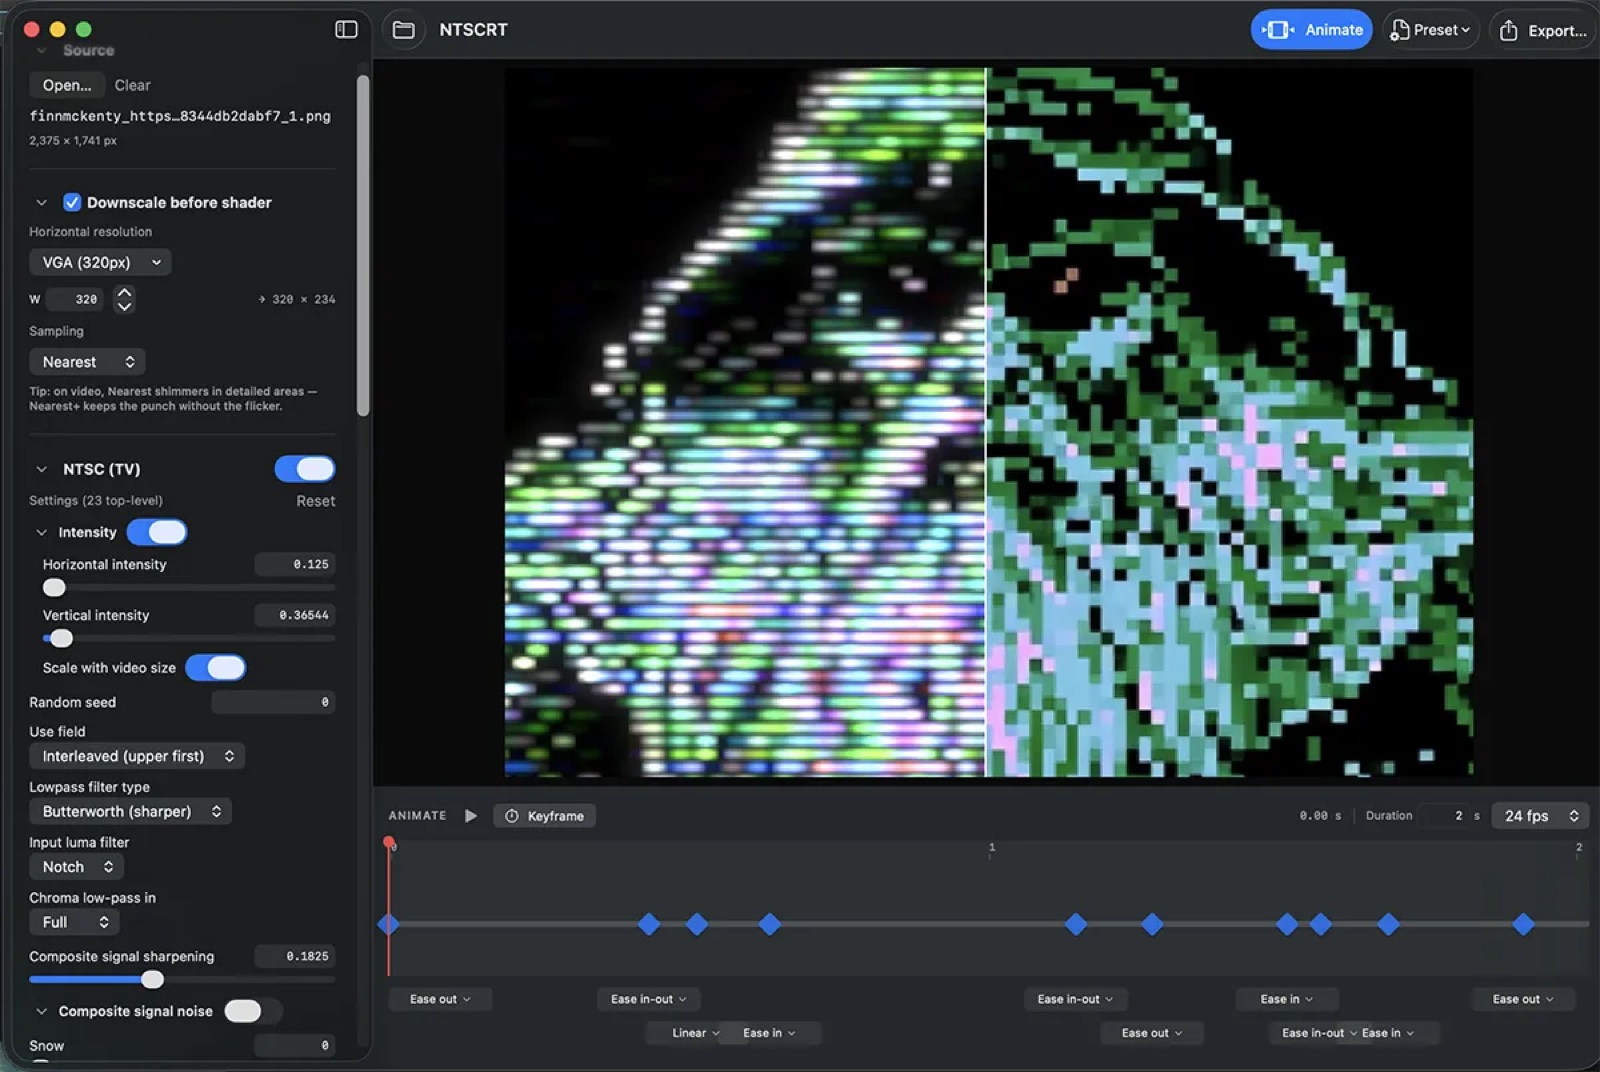 NTSCRT
Animate
Preset
Export...
Source
Open...
Clear
finnmckenty_https…8344db2dabf7_1.png
2,375 × 1,741 px
Downscale before shader
Horizontal resolution
VGA (320px)
W 320 → 320 × 234
Sampling
Nearest
Tip: on video, Nearest shimmers in detailed areas —
Nearest+ keeps the punch without the flicker.
NTSC (TV)
Settings (23 top-level) Reset
Intensity
Horizontal intensity 0.125
Vertical intensity 0.36544
Scale with video size
Random seed 0
Use field
Interleaved (upper first)
Lowpass filter type
Butterworth (sharper)
Input luma filter
Notch
Chroma low-pass in
Full
Composite signal sharpening 0.1825
Composite signal noise
Snow 0
ANIMATE Keyframe 0.00 s Duration 2 s 24 fps
0 1 2
Ease out Ease in-out Ease in-out Ease in Ease out
Linear Ease in Ease out Ease in-out Ease in